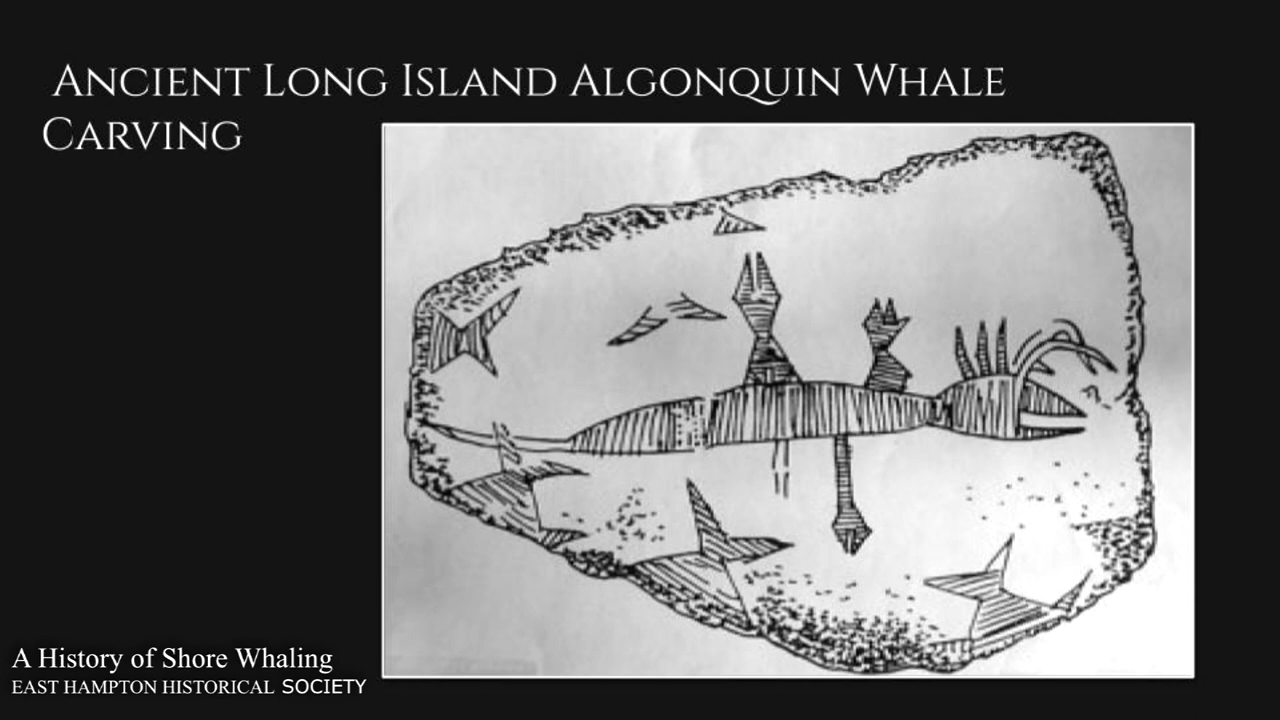 Ancient Long Island Algonquin Whale
Carving
A History of Shore Whaling
EAST HAMPTON HISTORICAL SOCIETY